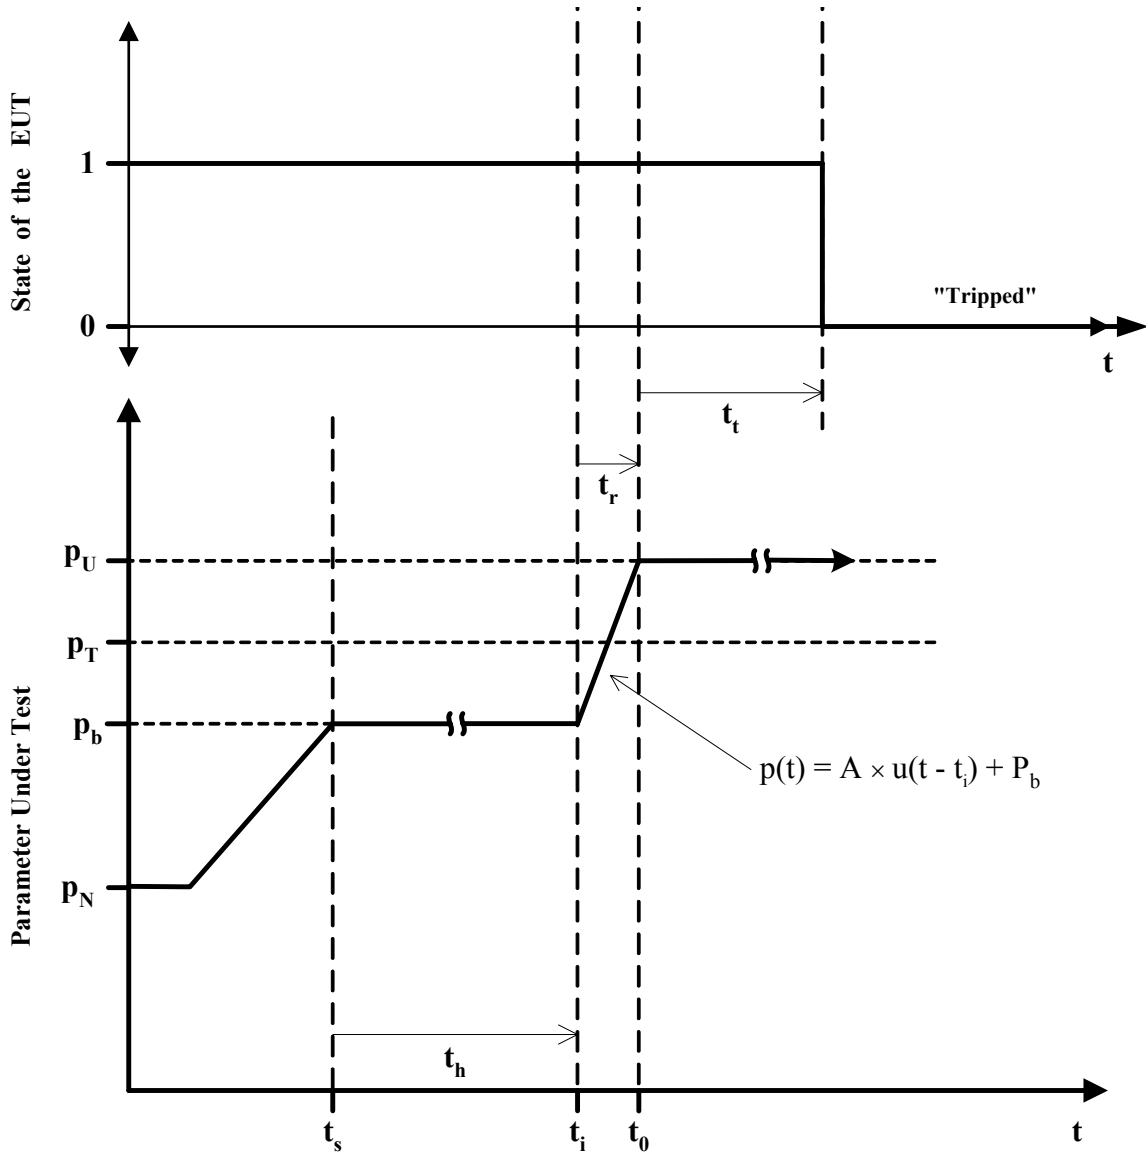 State of the EUT
1
0
"Tripped"
t
t_t
t_r
p_U
p_T
p_b
p_N
Parameter Under Test
p(t) = A × u(t - t_i) + P_b
t_h
t_s
t_i
t_0
t